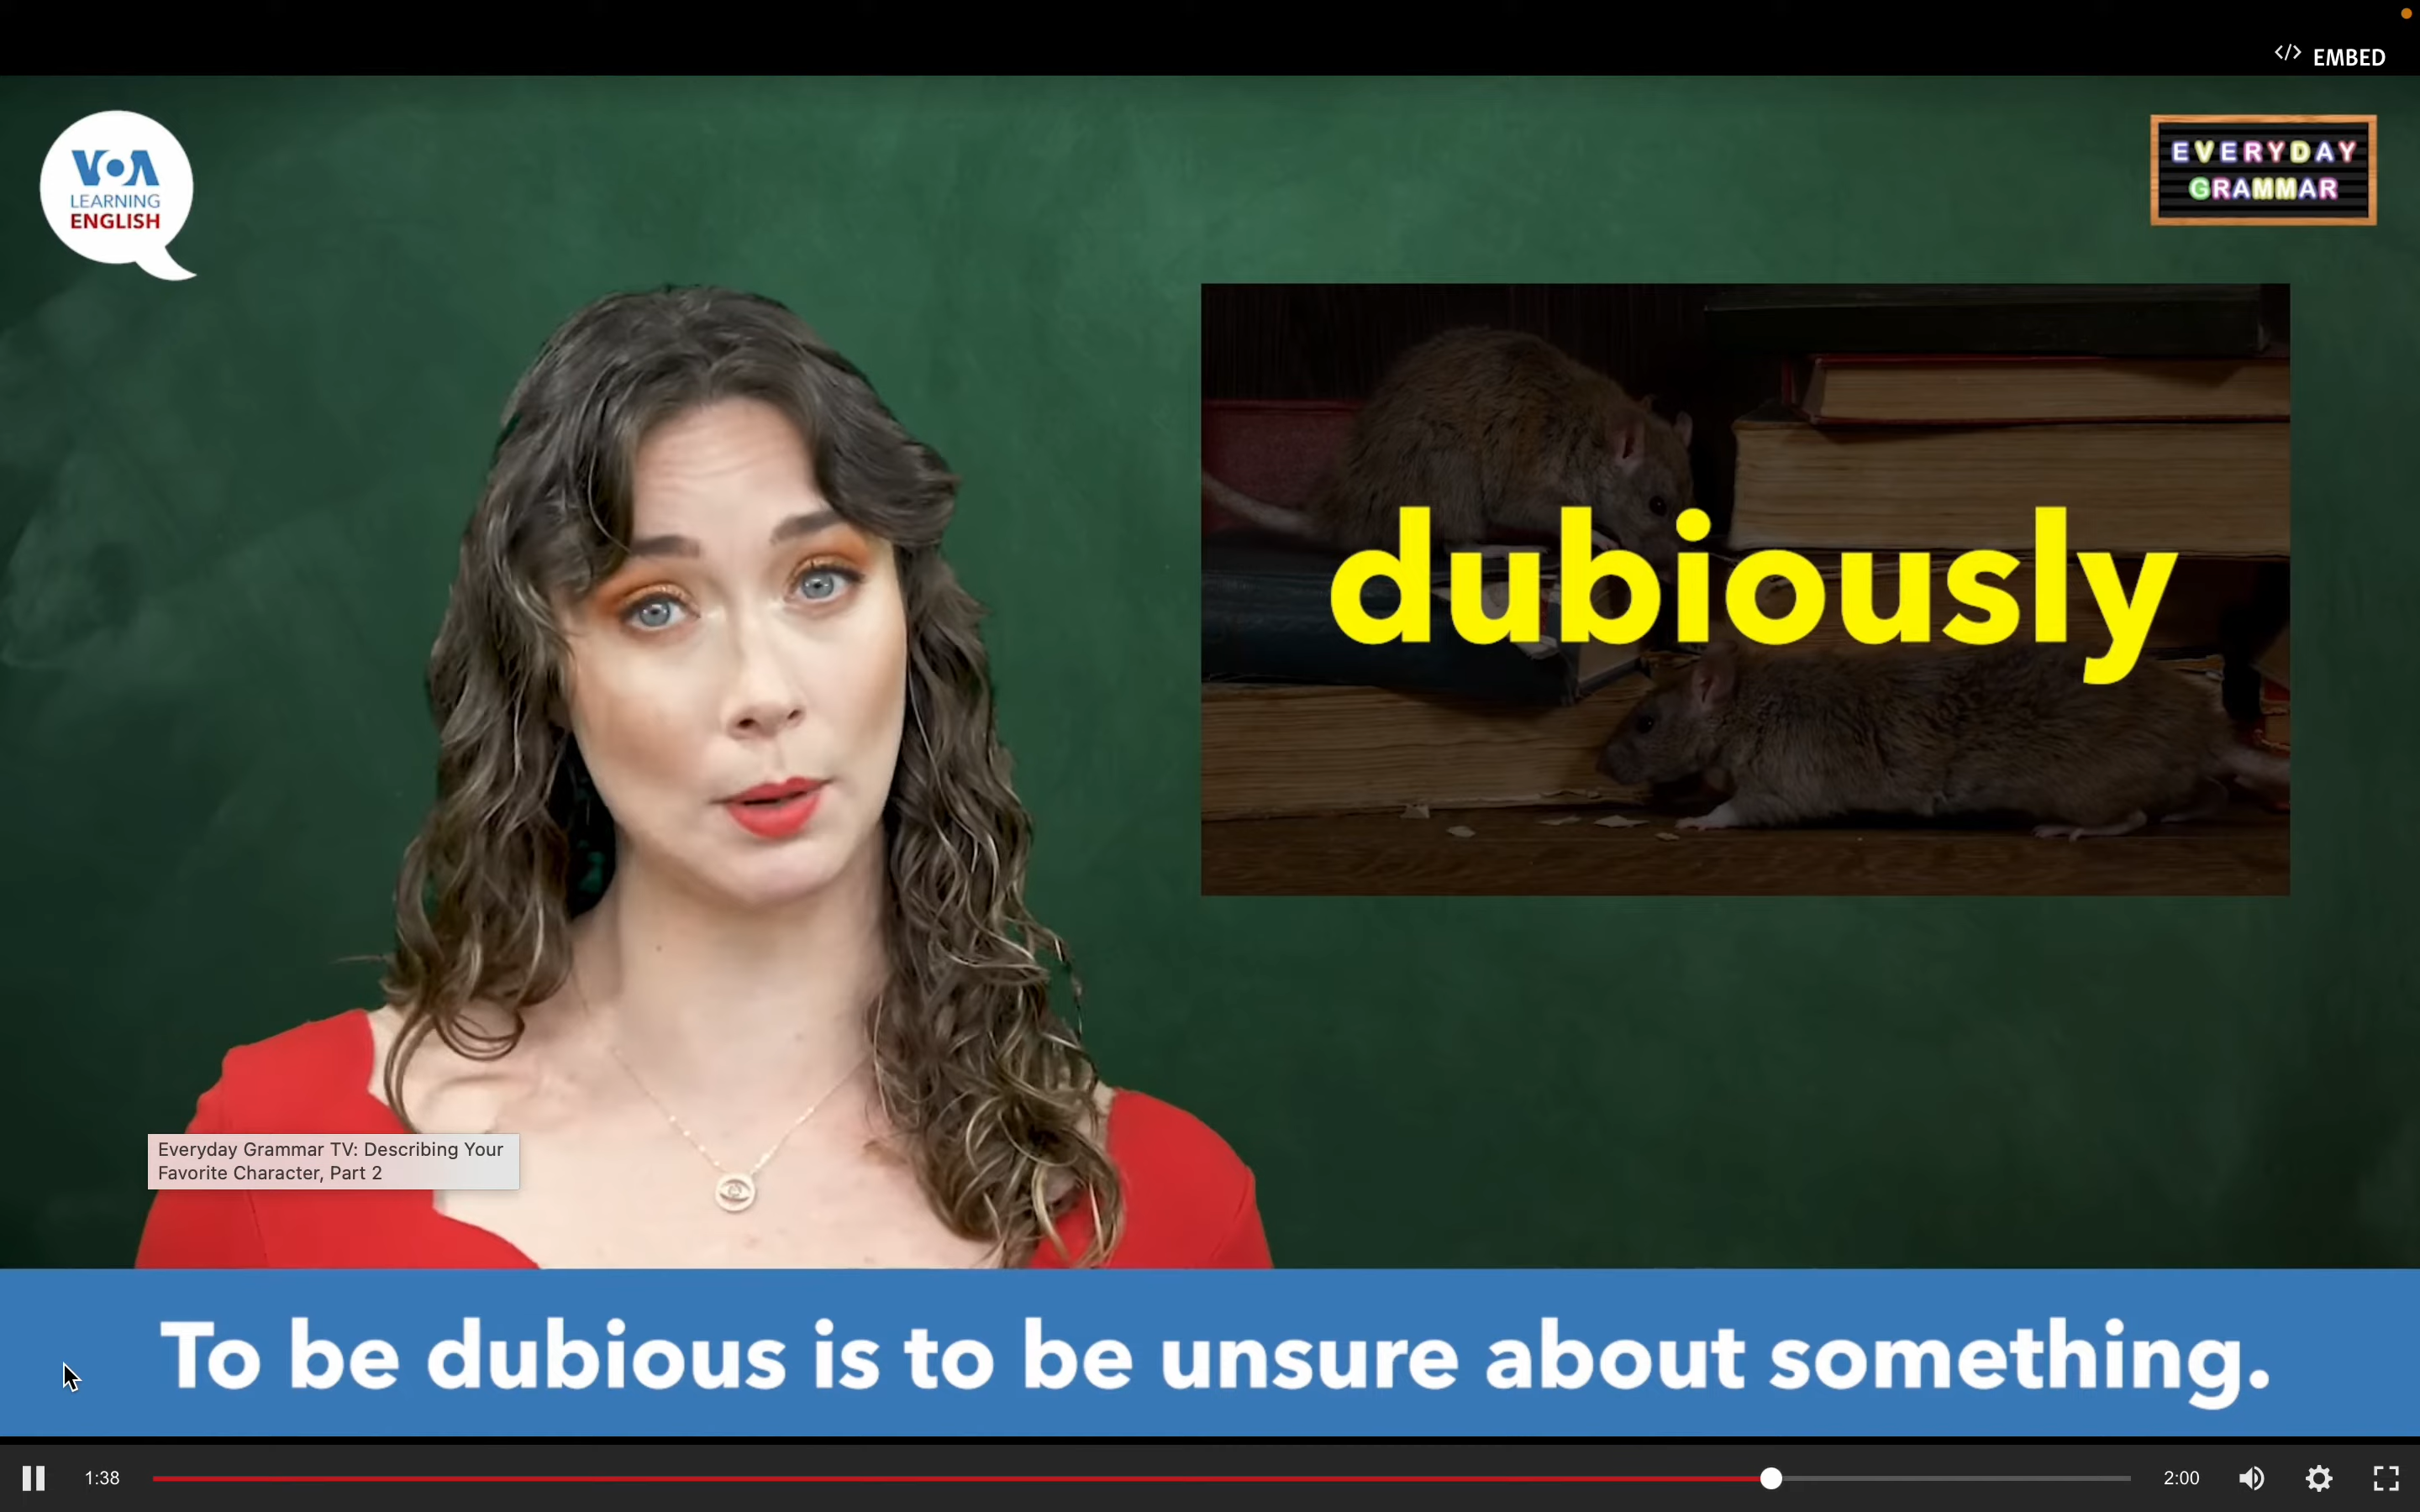 </> EMBED
VOA
LEARNING
ENGLISH
EVERYDAY
GRAMMAR
dubiously
Everyday Grammar TV: Describing Your
Favorite Character, Part 2
To be dubious is to be unsure about something.
1:38
2:00